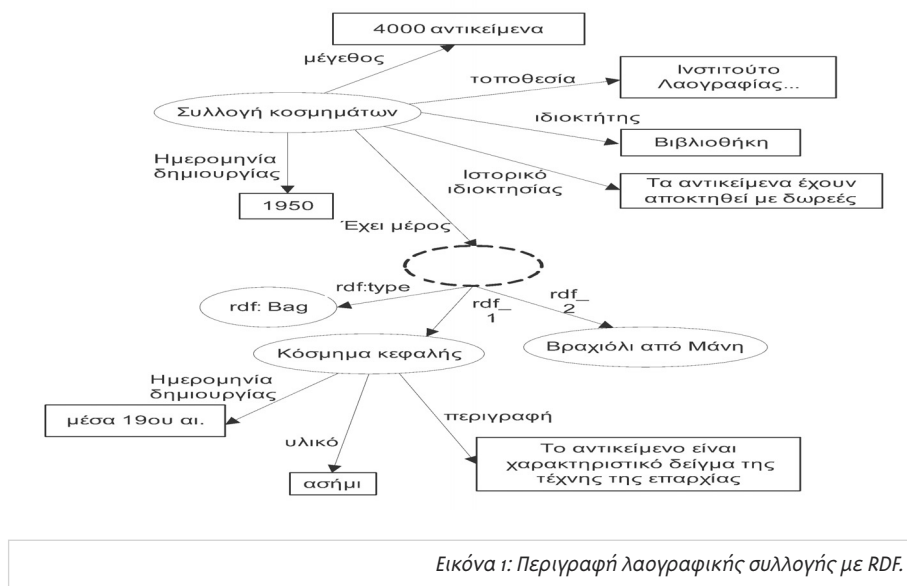 4000 αντικείμενα
μέγεθος
τοποθεσία
Ινστιτούτο
Λαογραφίας...
Συλλογή κοσμημάτων
ιδιοκτήτης
Βιβλιοθήκη
Ημερομηνία
δημιουργίας
Ιστορικό
ιδιοκτησίας
Τα αντικείμενα έχουν
αποκτηθεί με δωρεές
1950
Έχει μέρος
rdf:type
rdf: Bag
rdf_
1
rdf_
2
Βραχιόλι από Μάνη
Κόσμημα κεφαλής
Ημερομηνία
δημιουργίας
μέσα 19ου αι.
υλικό
περιγραφή
ασήμι
Το αντικείμενο είναι
χαρακτηριστικό δείγμα της
τέχνης της επαρχίας
Εικόνα 1: Περιγραφή λαογραφικής συλλογής με RDF.